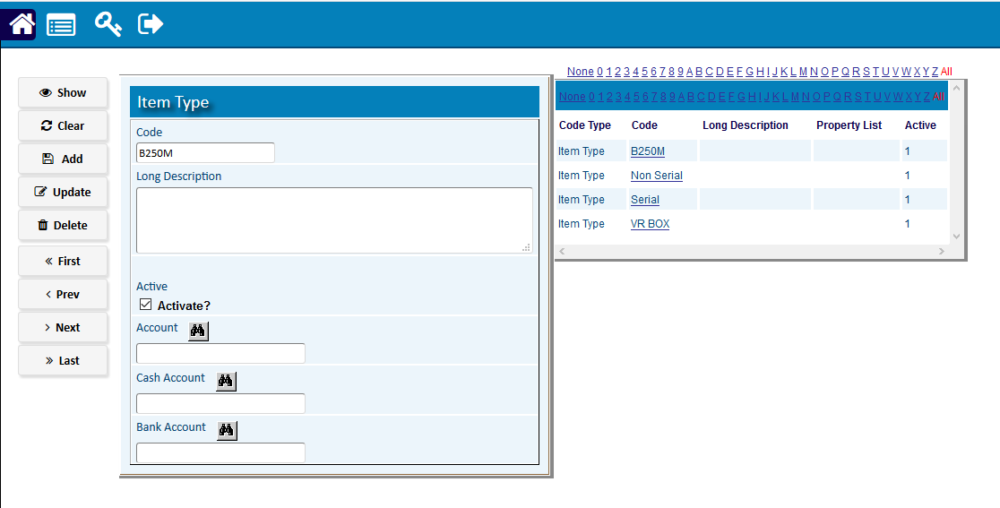 Show
Clear
Add
Update
Delete
First
Prev
Next
Last
Item Type
Code
B250M
Long Description
Active
Activate?
Account
Cash Account
Bank Account
None 0 1 2 3 4 5 6 7 8 9 A B C D E F G H I J K L M N O P Q R S T U V W X Y Z All
None 0 1 2 3 4 5 6 7 8 9 A B C D E F G H I J K L M N O P Q R S T U V W X Y Z All
Code Type Code Long Description Property List Active
Item Type B250M 1
Item Type Non Serial 1
Item Type Serial 1
Item Type VR BOX 1